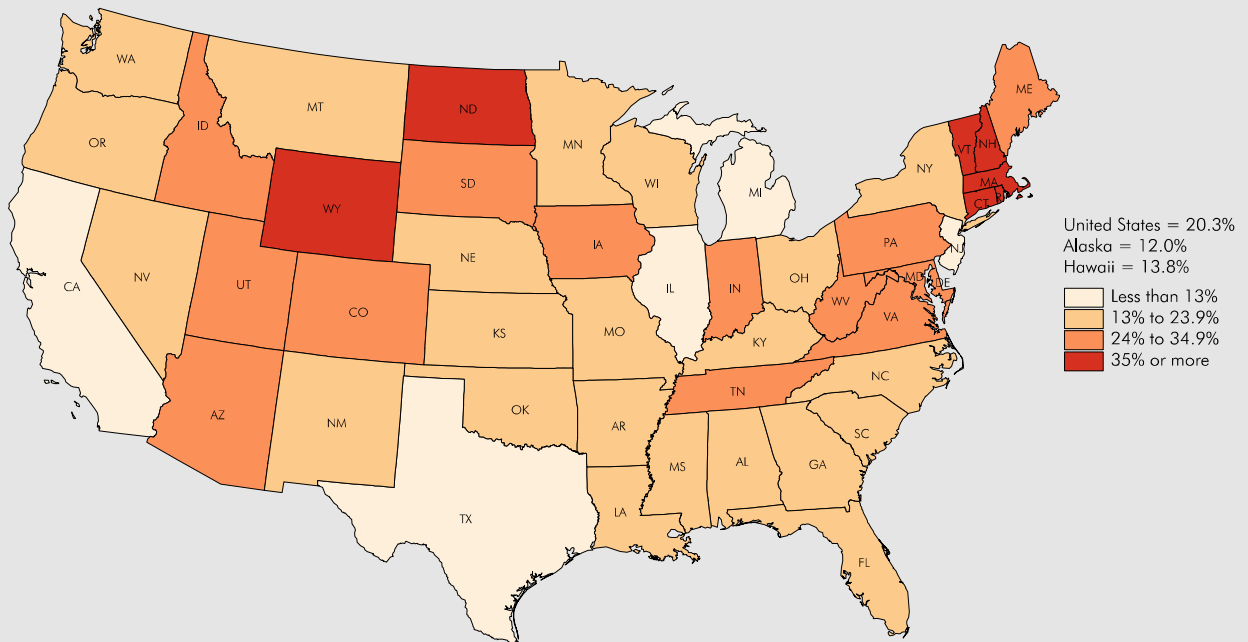 WA
MT
ND
ME
OR
ID
MN
VT
NH
NY
WI
SD
MI
MA
WY
CT
RI
United States = 20.3%
Alaska = 12.0%
Hawaii = 13.8%
Less than 13%
13% to 23.9%
24% to 34.9%
35% or more
IA
PA
NJ
NE
NV
OH
MD
DE
UT
IL
IN
CA
CO
WV
VA
KS
MO
KY
NC
TN
AZ
OK
NM
AR
SC
MS
AL
GA
LA
TX
FL